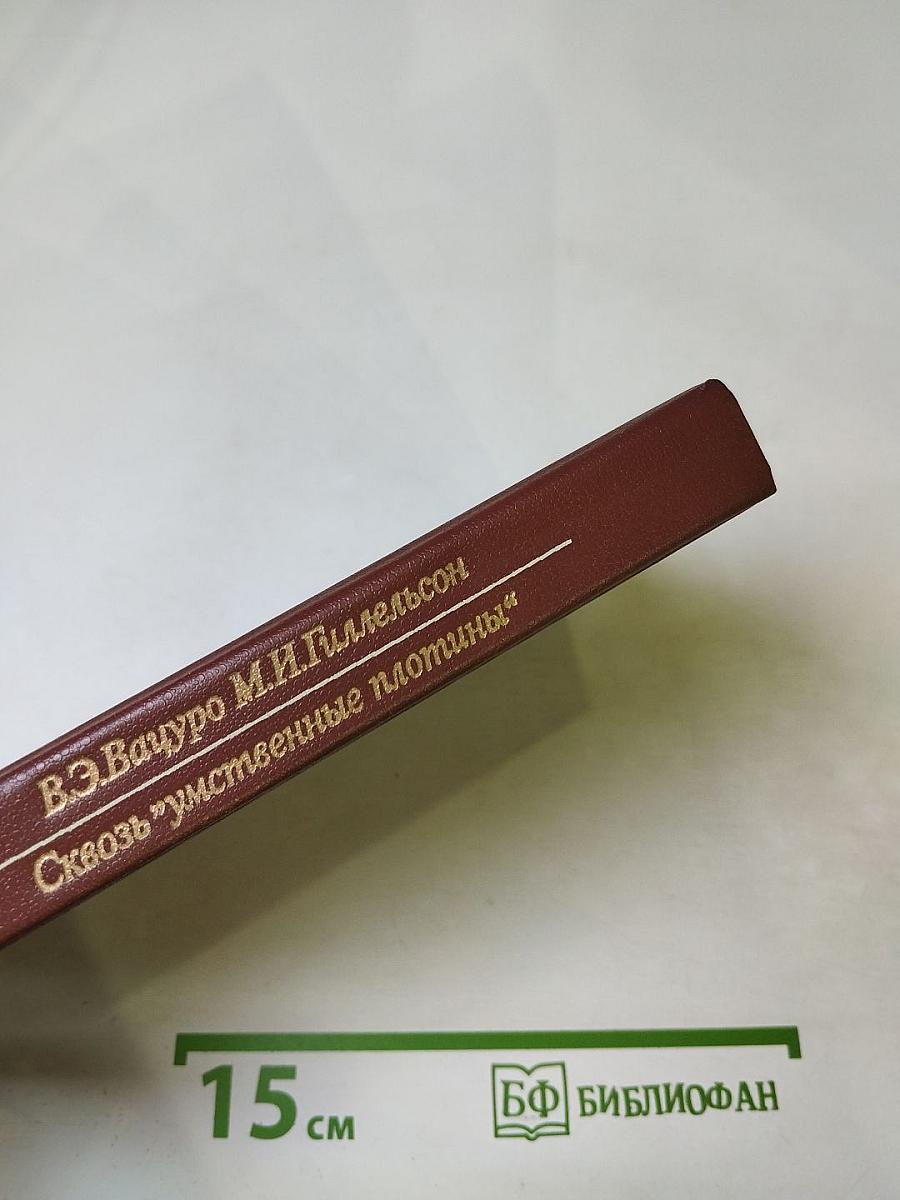 В.Э.Вацуро М.И.Гиллельсон
Сквозь „умственные плотины“
15 см
БФ БИБЛИОФАН